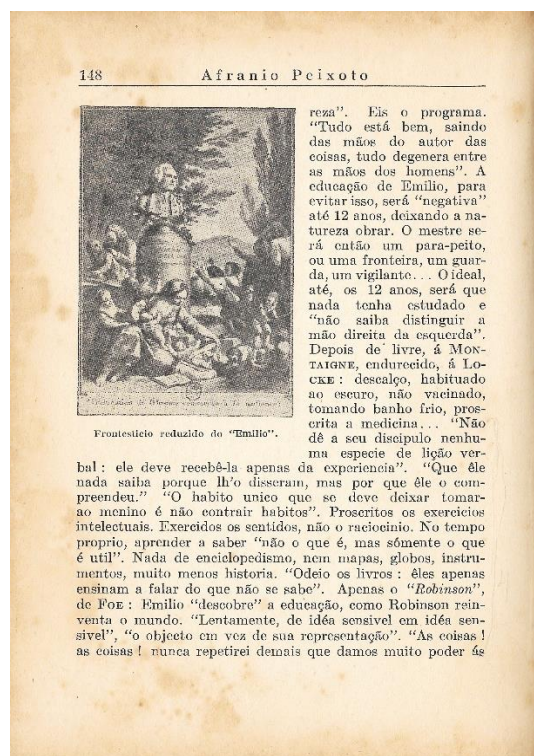 148
Afranio Peixoto
reza". Eis o programa.
"Tudo está bem, saindo
das mãos do autor das
coisas, tudo degenera entre
as mãos dos homens". A
educação de Emilio, para
evitar isso, será "negativa"
até 12 anos, deixando a na-
tureza obrar. O mestre se-
rá então um para-peito,
ou uma fronteira, um guar-
da, um vigilante... O ideal,
até, os 12 anos, será que
nada tenha estudado e
"não saiba distinguir a
mão direita da esquerda".
Depois de livre, á MON-
TAIGNE, endurecido, á LO-
CKE : descalço, habituado
ao escuro, não vacinado,
tomando banho frio, pros-
crita a medicina... "Não
dê a seu discipulo nenhu-
ma especie de lição ver-
Frontesticio reduzido do "Emilio".
bal : ele deve recebê-la apenas da experiencia". "Que êle
nada saiba porque lh'o disseram, mas por que êle o com-
preendeu." "O habito unico que se deve deixar tomar-
ao menino é não contrair habitos". Proscritos os exercicios
intelectuais. Exercidos os sentidos, não o raciocinio. No tempo
proprio, aprender a saber "não o que é, mas sómente o que
é util". Nada de enciclopedismo, nem mapas, globos, instru-
mentos, muito menos historia. "Odeio os livros : êles apenas
ensinam a falar do que não se sabe". Apenas o "Robinson",
de FOE : Emilio "descobre" a educação, como Robinson rein-
venta o mundo. "Lentamente, de idéa sensivel em idéa sen-
sivel", "o objecto em vez de sua representação". "As coisas !
as coisas ! nunca repetirei demais que damos muito poder ás